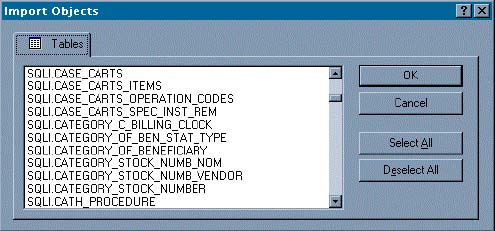 Import Objects
Tables
SQLI.CASE_CARTS
SQLI.CASE_CARTS_ITEMS
SQLI.CASE_CARTS_OPERATION_CODES
SQLI.CASE_CARTS_SPEC_INST_REM
SQLI.CATEGORY_C_BILLING_CLOCK
SQLI.CATEGORY_OF_BEN_STAT_TYPE
SQLI.CATEGORY_OF_BENEFICIARY
SQLI.CATEGORY_STOCK_NUMB_NOM
SQLI.CATEGORY_STOCK_NUMB_VENDOR
SQLI.CATEGORY_STOCK_NUMBER
SQLI.CATH_PROCEDURE
OK
Cancel
Select All
Deselect All